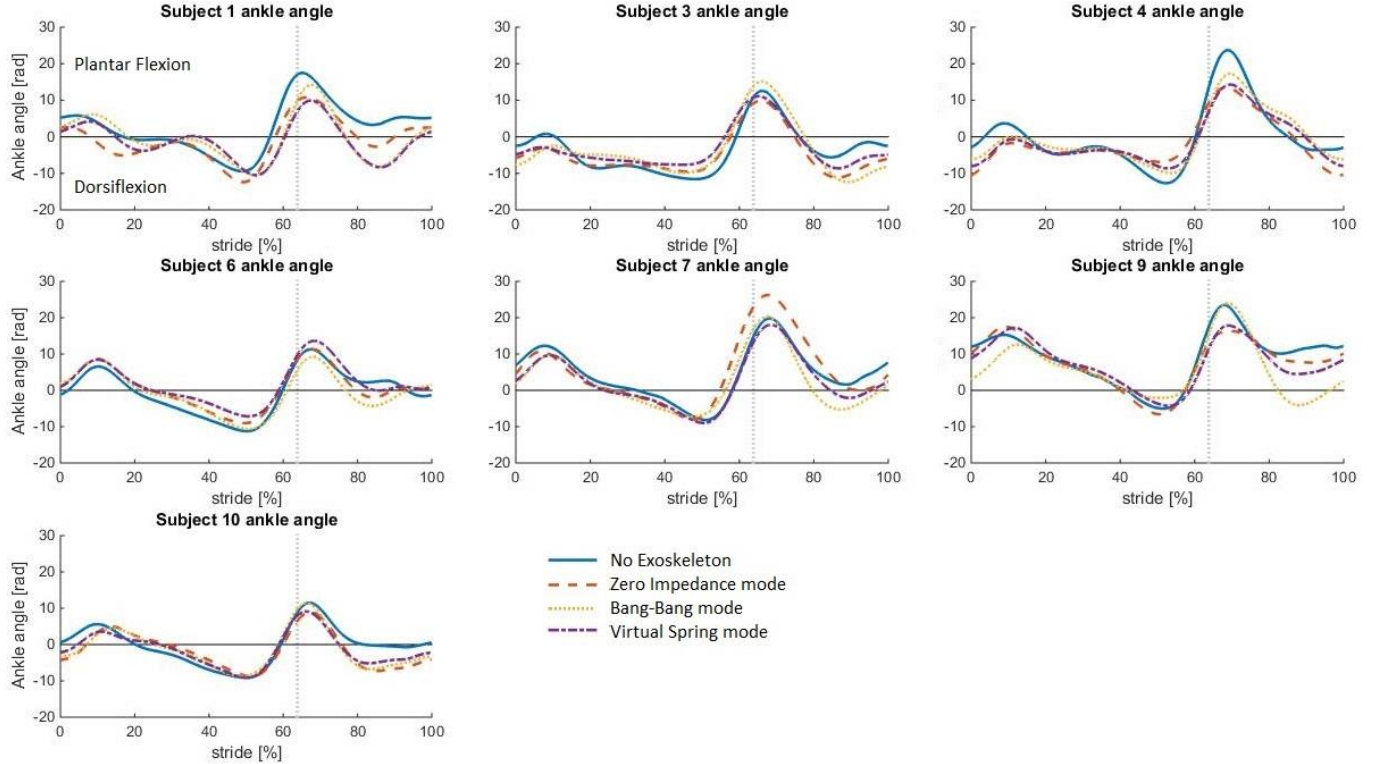 Subject 1 ankle angle
Subject 3 ankle angle
Subject 4 ankle angle
30
20
10
0
-10
-20
Ankle angle [rad]
Plantar Flexion
Dorsiflexion
0 20 40 60 80 100
stride [%]
30
20
10
0
-10
-20
0 20 40 60 80 100
stride [%]
30
20
10
0
-10
-20
0 20 40 60 80 100
stride [%]
Subject 6 ankle angle
Subject 7 ankle angle
Subject 9 ankle angle
30
20
10
0
-10
-20
Ankle angle [rad]
0 20 40 60 80 100
stride [%]
30
20
10
0
-10
-20
0 20 40 60 80 100
stride [%]
30
20
10
0
-10
-20
0 20 40 60 80 100
stride [%]
Subject 10 ankle angle
30
20
10
0
-10
-20
Ankle angle [rad]
0 20 40 60 80 100
stride [%]
No Exoskeleton
Zero Impedance mode
Bang-Bang mode
Virtual Spring mode